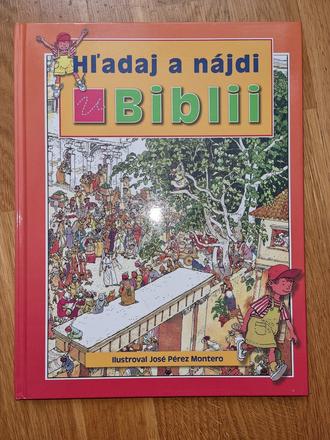 Hľadaj a nájdi
v
Biblii
Ilustroval José Pérez Montero